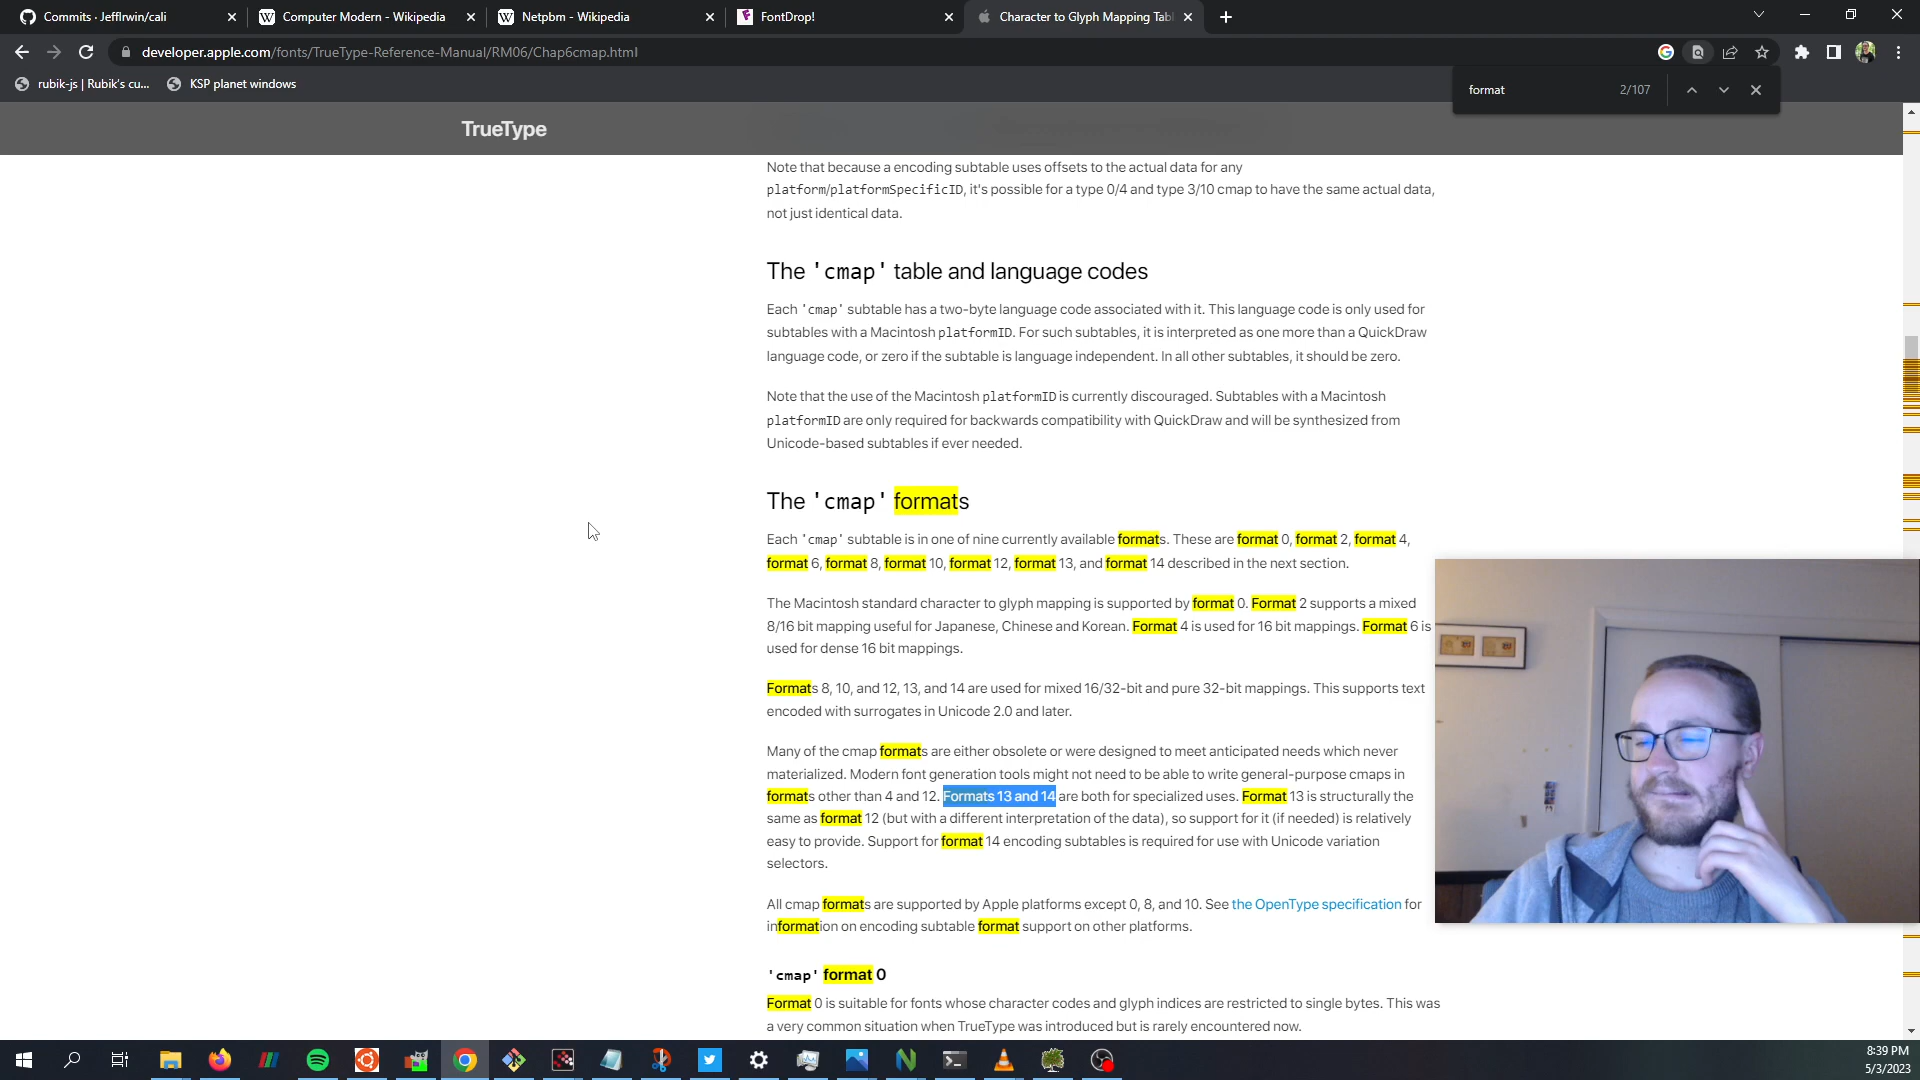 Commits · JeffIrwin/cali
Computer Modern - Wikipedia
Netpbm - Wikipedia
FontDrop!
Character to Glyph Mapping Tabl
developer.apple.com/fonts/TrueType-Reference-Manual/RM06/Chap6cmap.html
rubik-js | Rubik's cu...
KSP planet windows
format
2/107
TrueType
Note that because a encoding subtable uses offsets to the actual data for any
platform/platformSpecificID, it's possible for a type 0/4 and type 3/10 cmap to have the same actual data,
not just identical data.
The 'cmap' table and language codes
Each 'cmap' subtable has a two-byte language code associated with it. This language code is only used for
subtables with a Macintosh platformID. For such subtables, it is interpreted as one more than a QuickDraw
language code, or zero if the subtable is language independent. In all other subtables, it should be zero.
Note that the use of the Macintosh platformID is currently discouraged. Subtables with a Macintosh
platformID are only required for backwards compatibility with QuickDraw and will be synthesized from
Unicode-based subtables if ever needed.
The 'cmap' formats
Each 'cmap' subtable is in one of nine currently available formats. These are format 0, format 2, format 4,
format 6, format 8, format 10, format 12, format 13, and format 14 described in the next section.
The Macintosh standard character to glyph mapping is supported by format 0. Format 2 supports a mixed
8/16 bit mapping useful for Japanese, Chinese and Korean. Format 4 is used for 16 bit mappings. Format 6 is
used for dense 16 bit mappings.
Formats 8, 10, and 12, 13, and 14 are used for mixed 16/32-bit and pure 32-bit mappings. This supports text
encoded with surrogates in Unicode 2.0 and later.
Many of the cmap formats are either obsolete or were designed to meet anticipated needs which never
materialized. Modern font generation tools might not need to be able to write general-purpose cmaps in
formats other than 4 and 12. Formats 13 and 14 are both for specialized uses. Format 13 is structurally the
same as format 12 (but with a different interpretation of the data), so support for it (if needed) is relatively
easy to provide. Support for format 14 encoding subtables is required for use with Unicode variation
selectors.
All cmap formats are supported by Apple platforms except 0, 8, and 10. See the OpenType specification for
information on encoding subtable format support on other platforms.
'cmap' format 0
Format 0 is suitable for fonts whose character codes and glyph indices are restricted to single bytes. This was
a very common situation when TrueType was introduced but is rarely encountered now.
8:39 PM
5/3/2023